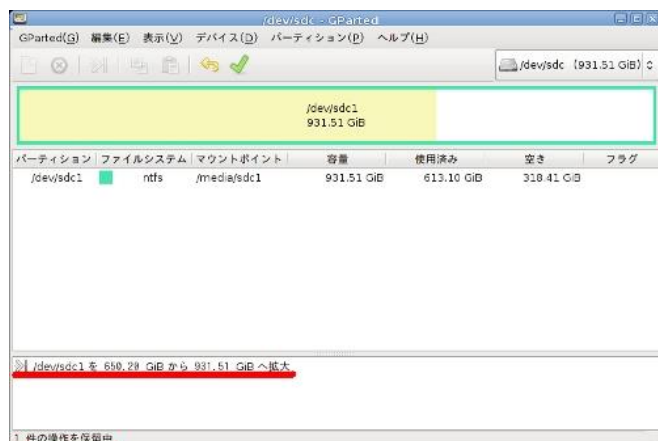 /dev/sdc - GParted
GParted(G) 編集(E) 表示(V) デバイス(D) パーティション(P) ヘルプ(H)
/dev/sdc (931.51 GiB)
/dev/sdc1
931.51 GiB
パーティション ファイルシステム マウントポイント 容量 使用済み 空き フラグ
/dev/sdc1 ntfs /media/sdc1 931.51 GiB 613.10 GiB 318.41 GiB
/dev/sdc1 を 650.20 GiB から 931.51 GiB へ拡大
1 件の操作を保留中